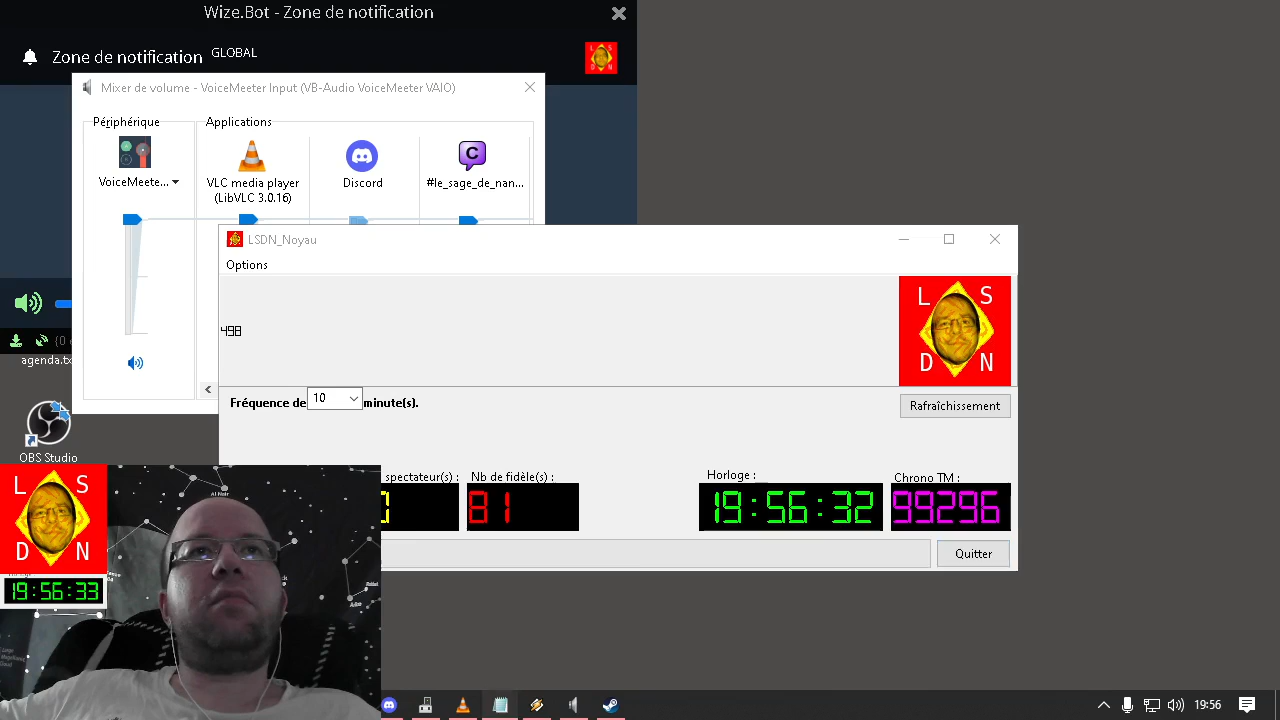 Wize.Bot - Zone de notification
Zone de notification GLOBAL
L S
D N
Mixer de volume - VoiceMeeter Input (VB-Audio VoiceMeeter VAIO)
Périphérique
Applications
VoiceMeete...
VLC media player
(LibVLC 3.0.16)
Discord
#le_sage_de_nan...
LSDN_Noyau
Options
498
L S
D N
agenda.tx
Fréquence de 10 minute(s).
Rafraîchissement
OBS Studio
spectateur(s) :
Nb de fidèle(s) :
81
Horloge :
19:56:32
Chrono TM :
99296
Quitter
L S
D N
19:56:33
Al Nair
19:56